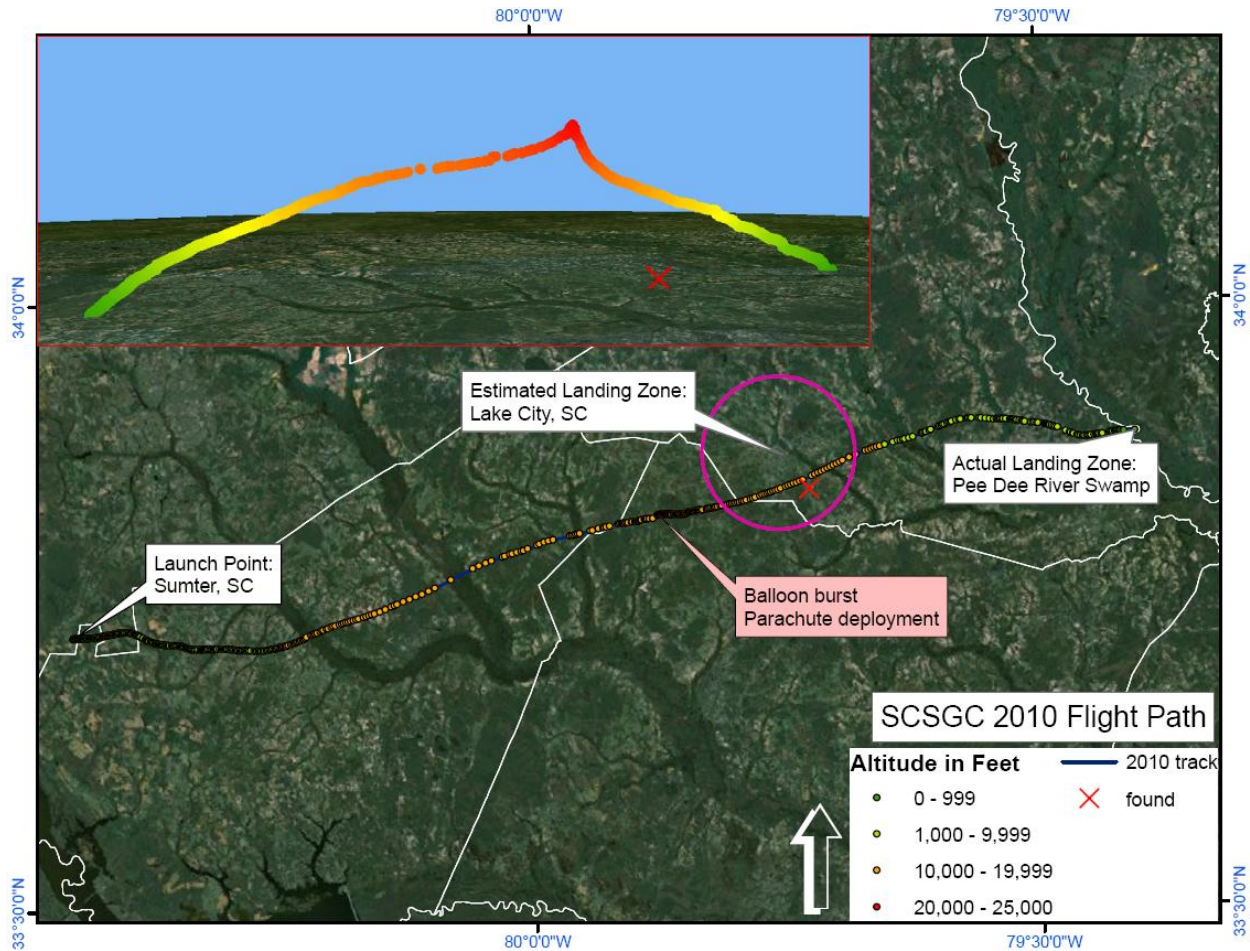 80°0'0"W
79°30'0"W
34°0'0"N
34°0'0"N
Estimated Landing Zone:
Lake City, SC
Actual Landing Zone:
Pee Dee River Swamp
Launch Point:
Sumter, SC
Balloon burst
Parachute deployment
SCSGC 2010 Flight Path
Altitude in Feet
0 - 999
1,000 - 9,999
10,000 - 19,999
20,000 - 25,000
2010 track
found
33°30'0"N
33°30'0"N
80°0'0"W
79°30'0"W